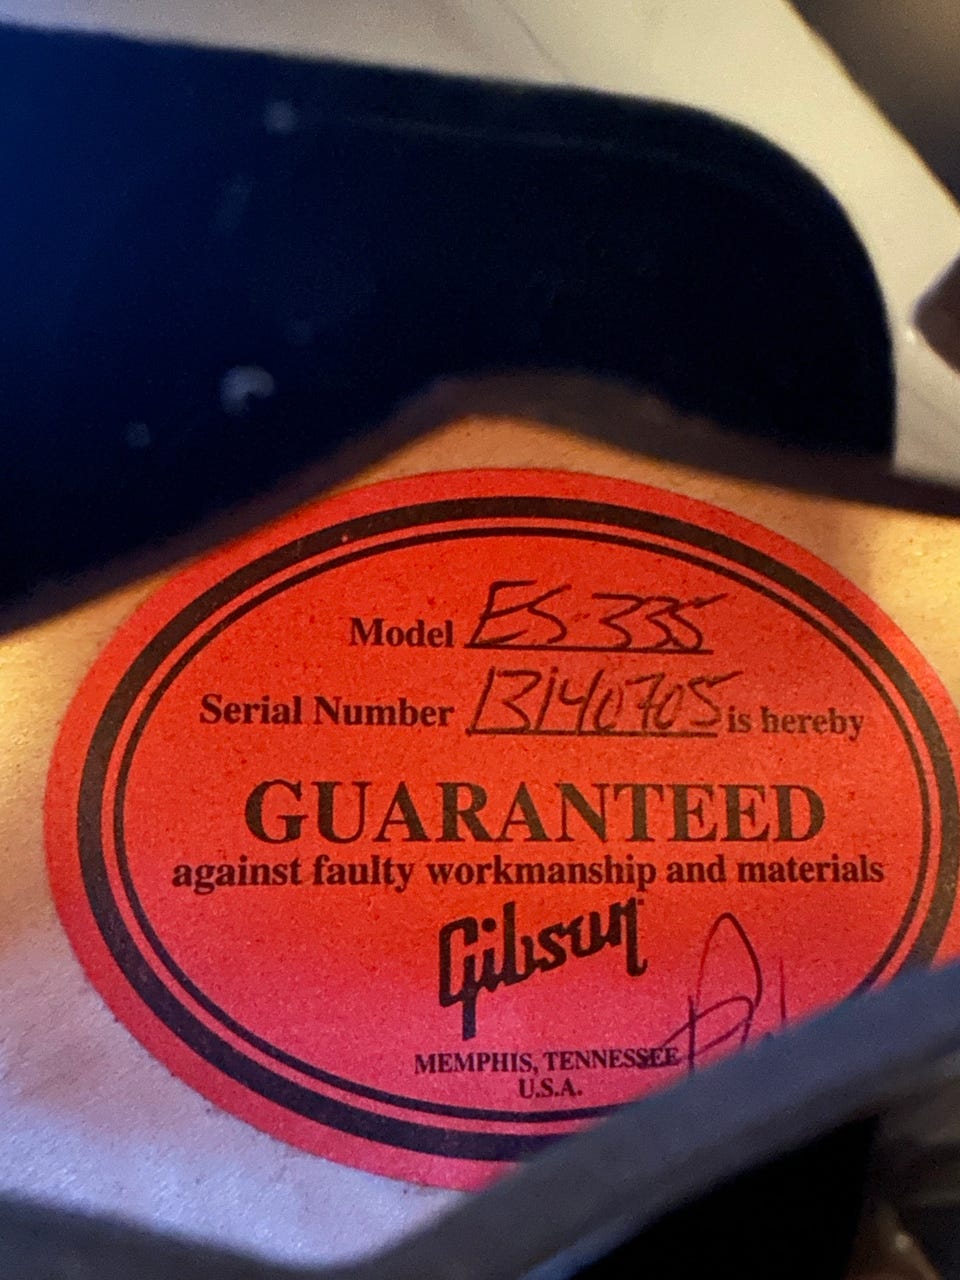 Model ES-335
Serial Number 13140705 is hereby
GUARANTEED
against faulty workmanship and materials
Gibson
MEMPHIS, TENNESSEE
U.S.A.